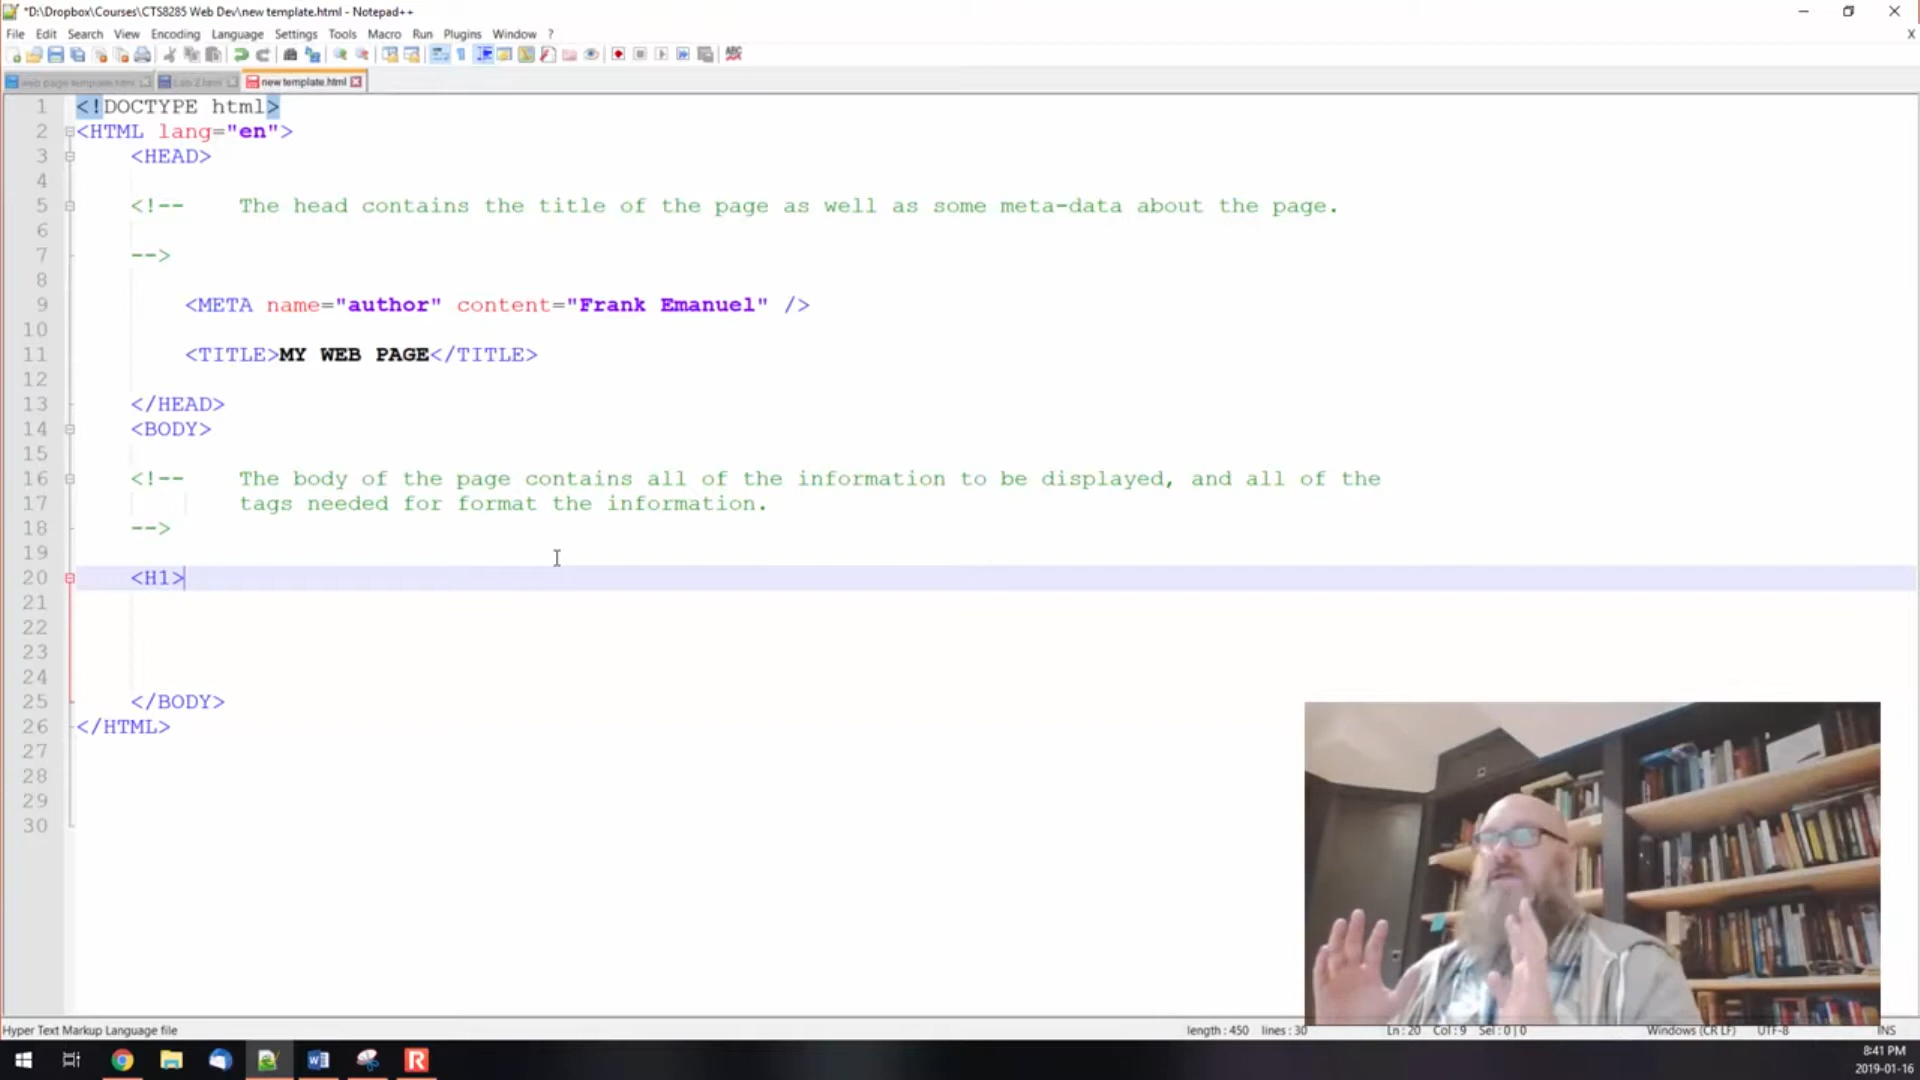 *D:\Dropbox\Courses\CTS8285 Web Dev\new template.html - Notepad++
File Edit Search View Encoding Language Settings Tools Macro Run Plugins Window ? X
web page template.html Lab 2.html new template.html
1 <!DOCTYPE html>
2 <HTML lang="en">
3 <HEAD>
4
5 <!-- The head contains the title of the page as well as some meta-data about the page.
6
7 -->
8
9 <META name="author" content="Frank Emanuel" />
10
11 <TITLE>MY WEB PAGE</TITLE>
12
13 </HEAD>
14 <BODY>
15
16 <!-- The body of the page contains all of the information to be displayed, and all of the
17 tags needed for format the information.
18 -->
19
20 <H1>
21
22
23
24
25 </BODY>
26 </HTML>
27
28
29
30
Hyper Text Markup Language file length : 450 lines : 30 Ln : 20 Col : 9 Sel : 0 | 0 Windows (CR LF) UTF-8 INS
8:41 PM
2019-01-16